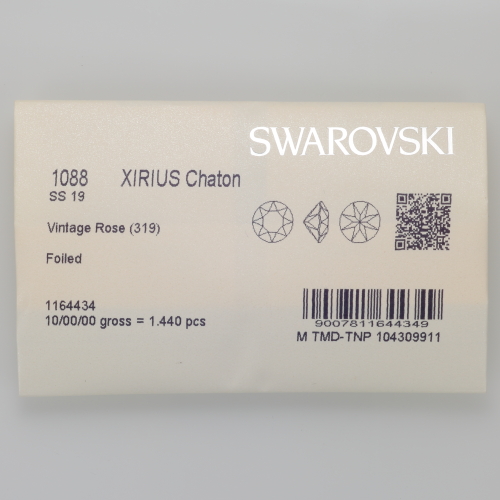 SWAROVSKI
1088 XIRIUS Chaton
SS 19
Vintage Rose (319)
Foiled
1164434
10/00/00 gross = 1.440 pcs
9007811644349
M TMD-TNP 104309911